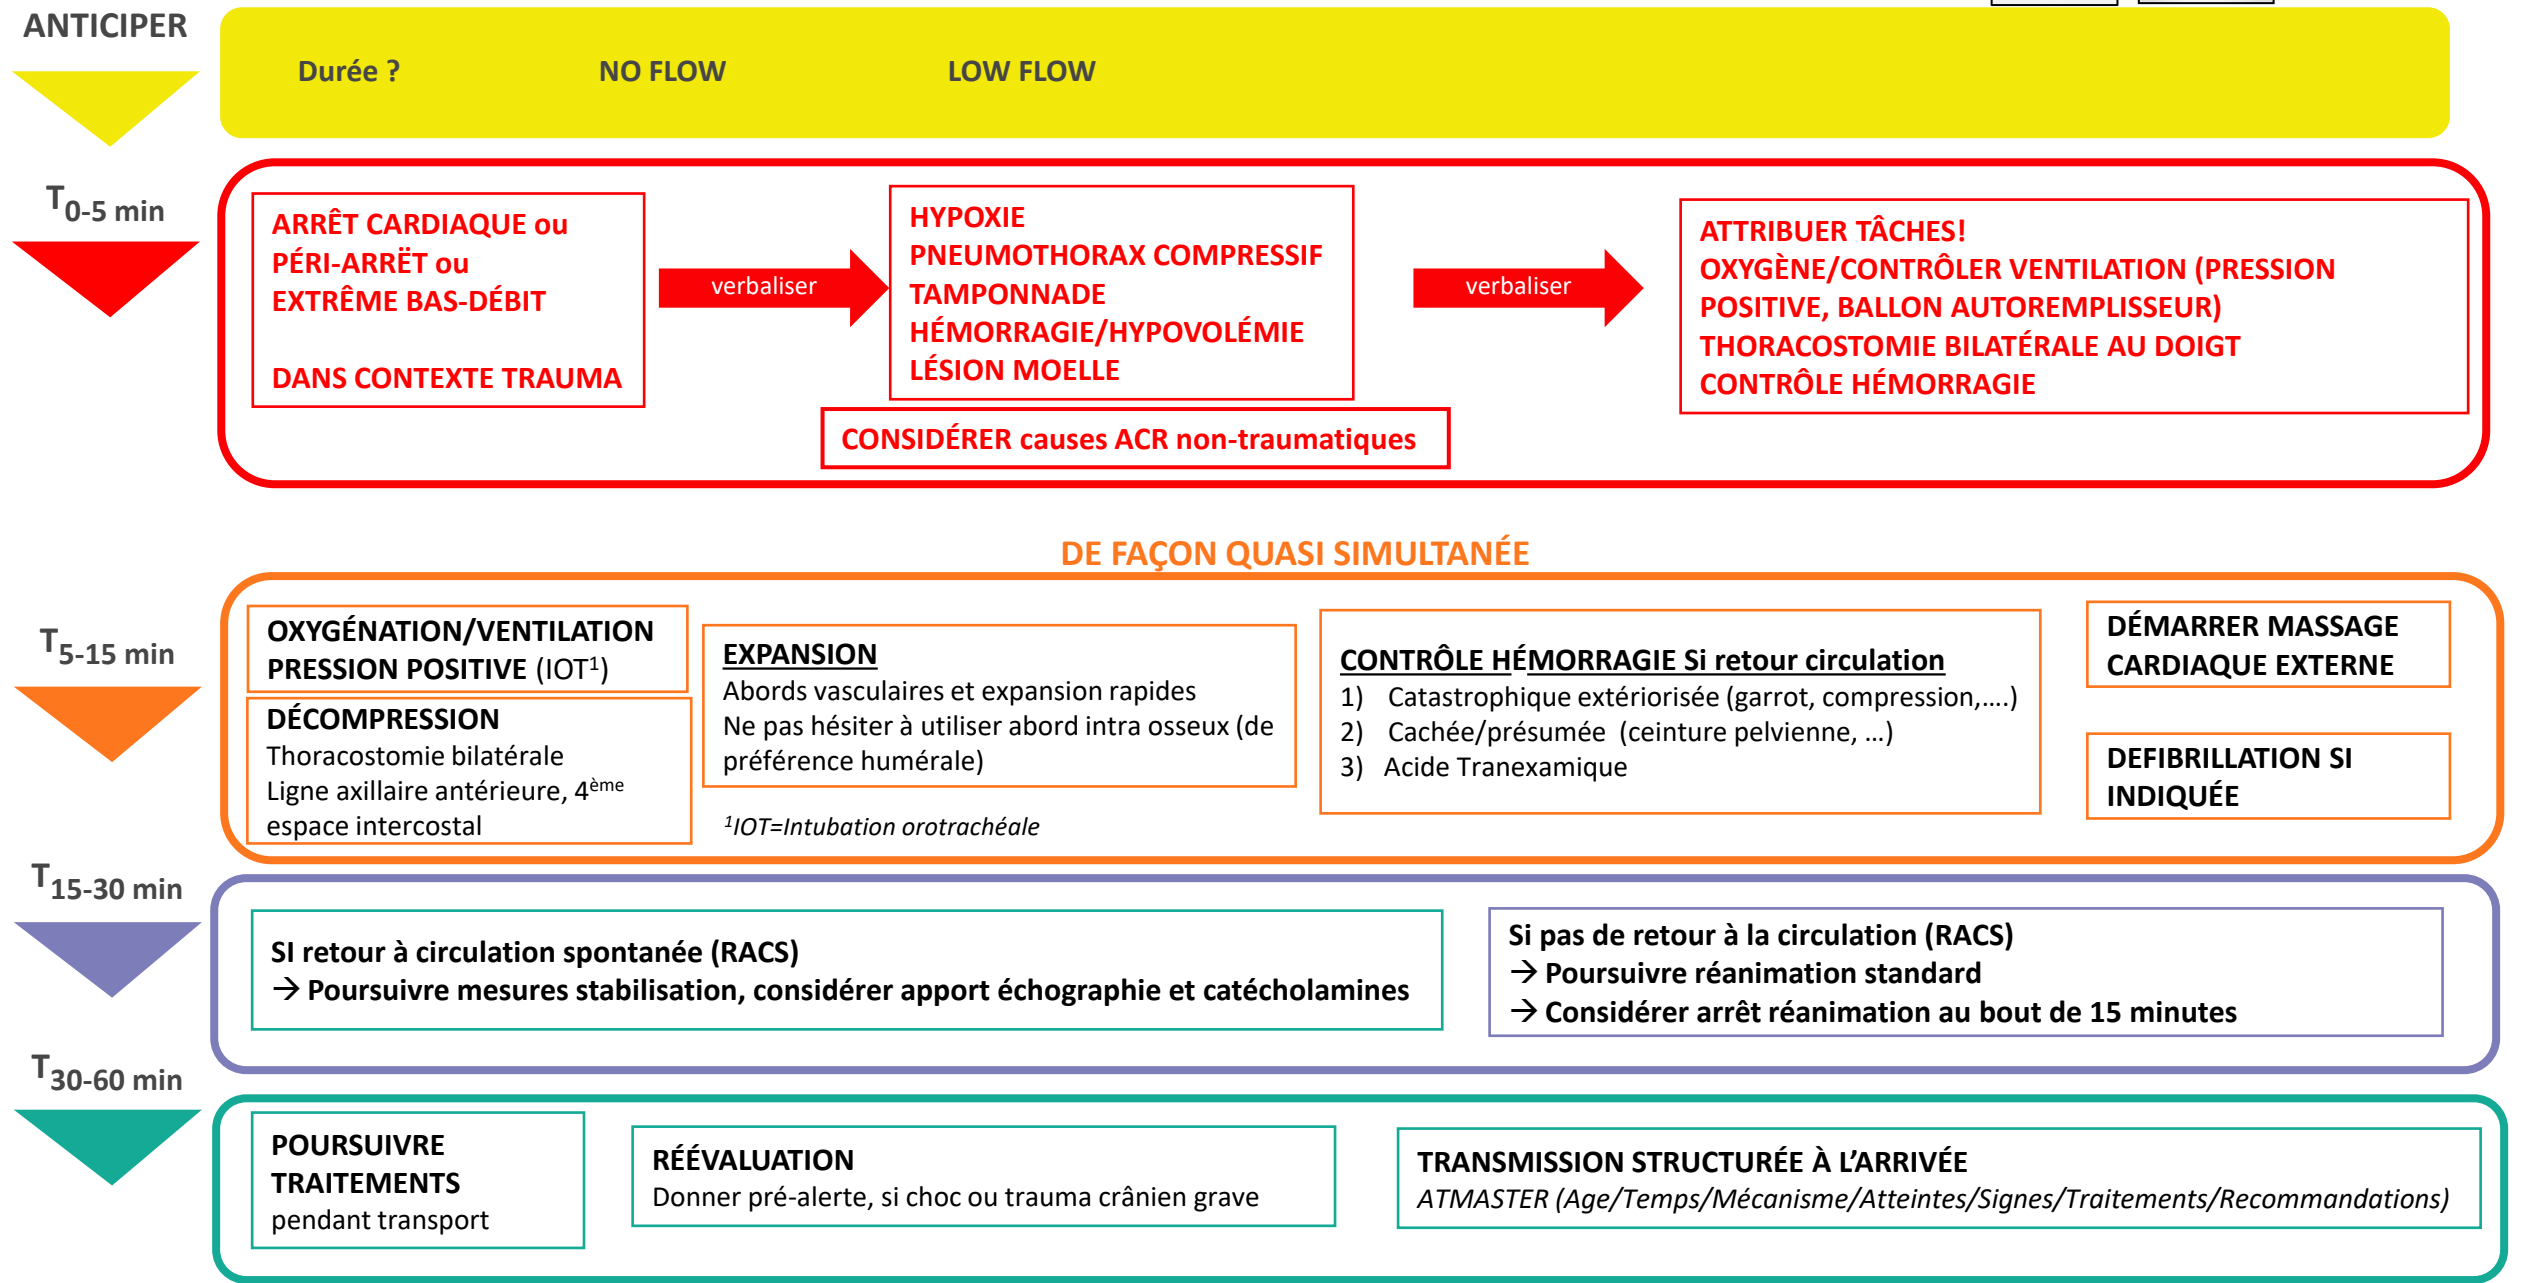 ANTICIPER
Durée ? NO FLOW LOW FLOW
T0-5 min
ARRÊT CARDIAQUE ou
PÉRI-ARRËT ou
EXTRÊME BAS-DÉBIT
DANS CONTEXTE TRAUMA
verbaliser
HYPOXIE
PNEUMOTHORAX COMPRESSIF
TAMPONNADE
HÉMORRAGIE/HYPOVOLÉMIE
LÉSION MOELLE
CONSIDÉRER causes ACR non-traumatiques
verbaliser
ATTRIBUER TÂCHES!
OXYGÈNE/CONTRÔLER VENTILATION (PRESSION
POSITIVE, BALLON AUTOREMPLISSEUR)
THORACOSTOMIE BILATÉRALE AU DOIGT
CONTRÔLE HÉMORRAGIE
DE FAÇON QUASI SIMULTANÉE
T5-15 min
OXYGÉNATION/VENTILATION
PRESSION POSITIVE (IOT¹)
DÉCOMPRESSION
Thoracostomie bilatérale
Ligne axillaire antérieure, 4ème
espace intercostal
EXPANSION
Abords vasculaires et expansion rapides
Ne pas hésiter à utiliser abord intra osseux (de
préférence humérale)
¹IOT=Intubation orotrachéale
CONTRÔLE HÉMORRAGIE Si retour circulation
1) Catastrophique extériorisée (garrot, compression,….)
2) Cachée/présumée (ceinture pelvienne, …)
3) Acide Tranexamique
DÉMARRER MASSAGE
CARDIAQUE EXTERNE
DEFIBRILLATION SI
INDIQUÉE
T15-30 min
SI retour à circulation spontanée (RACS)
→ Poursuivre mesures stabilisation, considérer apport échographie et catécholamines
Si pas de retour à la circulation (RACS)
→ Poursuivre réanimation standard
→ Considérer arrêt réanimation au bout de 15 minutes
T30-60 min
POURSUIVRE
TRAITEMENTS
pendant transport
RÉÉVALUATION
Donner pré-alerte, si choc ou trauma crânien grave
TRANSMISSION STRUCTURÉE À L'ARRIVÉE
ATMASTER (Age/Temps/Mécanisme/Atteintes/Signes/Traitements/Recommandations)